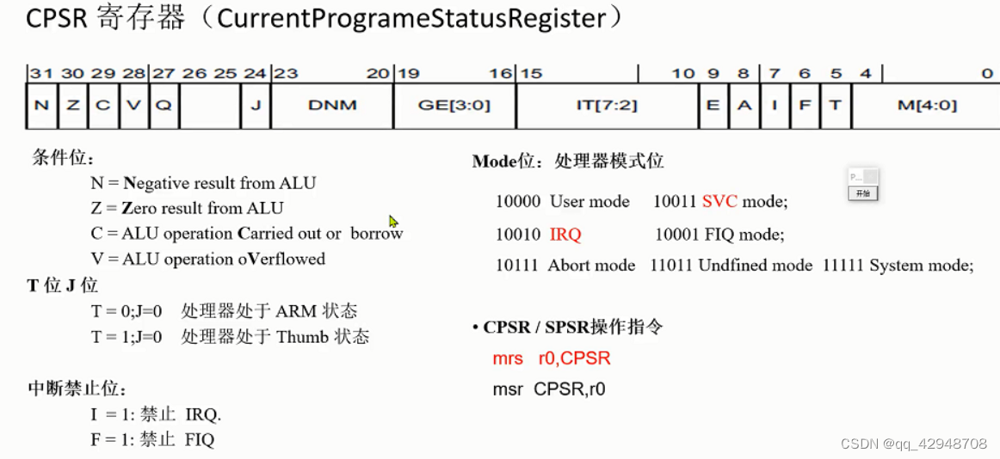 CPSR 寄存器（CurrentProgrameStatusRegister）
31 30 29 28 27 26 25 24 23 20 19 16 15 10 9 8 7 6 5 4 0
N Z C V Q J DNM GE[3:0] IT[7:2] E A I F T M[4:0]
条件位：
N = Negative result from ALU
Z = Zero result from ALU
C = ALU operation Carried out or borrow
V = ALU operation oVerflowed
T 位 J 位
T = 0;J=0 处理器处于 ARM 状态
T = 1;J=0 处理器处于 Thumb 状态
中断禁止位：
I = 1: 禁止 IRQ.
F = 1: 禁止 FIQ
Mode位：处理器模式位
10000 User mode 10011 SVC mode;
10010 IRQ 10001 FIQ mode;
10111 Abort mode 11011 Undfined mode 11111 System mode;
• CPSR / SPSR操作指令
mrs r0,CPSR
msr CPSR,r0
P...
开始
CSDN @qq_42948708